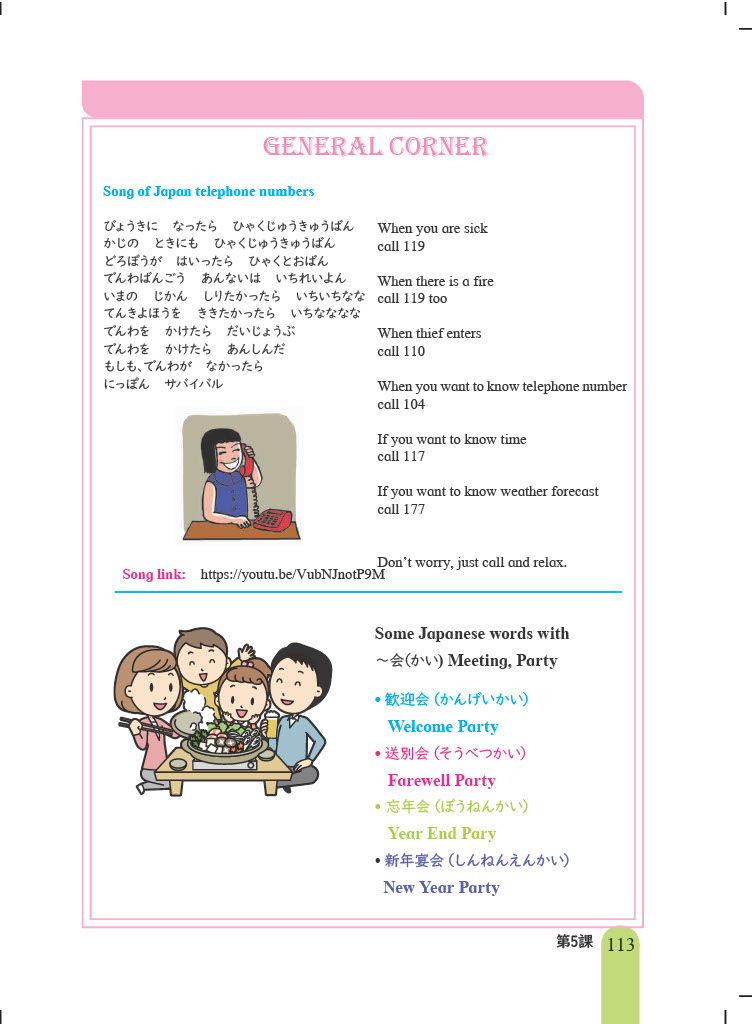 GENERAL CORNER
Song of Japan telephone numbers
びょうきに なったら ひゃくじゅうきゅうばん
かじの ときにも ひゃくじゅうきゅうばん
どろぼうが はいったら ひゃくとおばん
でんわばんごう あんないは いちれいよん
いまの じかん しりたかったら いちいちなな
てんきよほうを ききたかったら いちなななな
でんわを かけたら だいじょうぶ
でんわを かけたら あんしんだ
もしも、でんわが なかったら
にっぽん サバイバル
When you are sick
call 119
When there is a fire
call 119 too
When thief enters
call 110
When you want to know telephone number
call 104
If you want to know time
call 117
If you want to know weather forecast
call 177
Don't worry, just call and relax.
Song link: https://youtu.be/VubNJnotP9M
Some Japanese words with
～会(かい) Meeting, Party
• 歓迎会 (かんげいかい)
Welcome Party
• 送別会 (そうべつかい)
Farewell Party
• 忘年会 (ぼうねんかい)
Year End Pary
• 新年宴会 (しんねんえんかい)
New Year Party
第5課 113